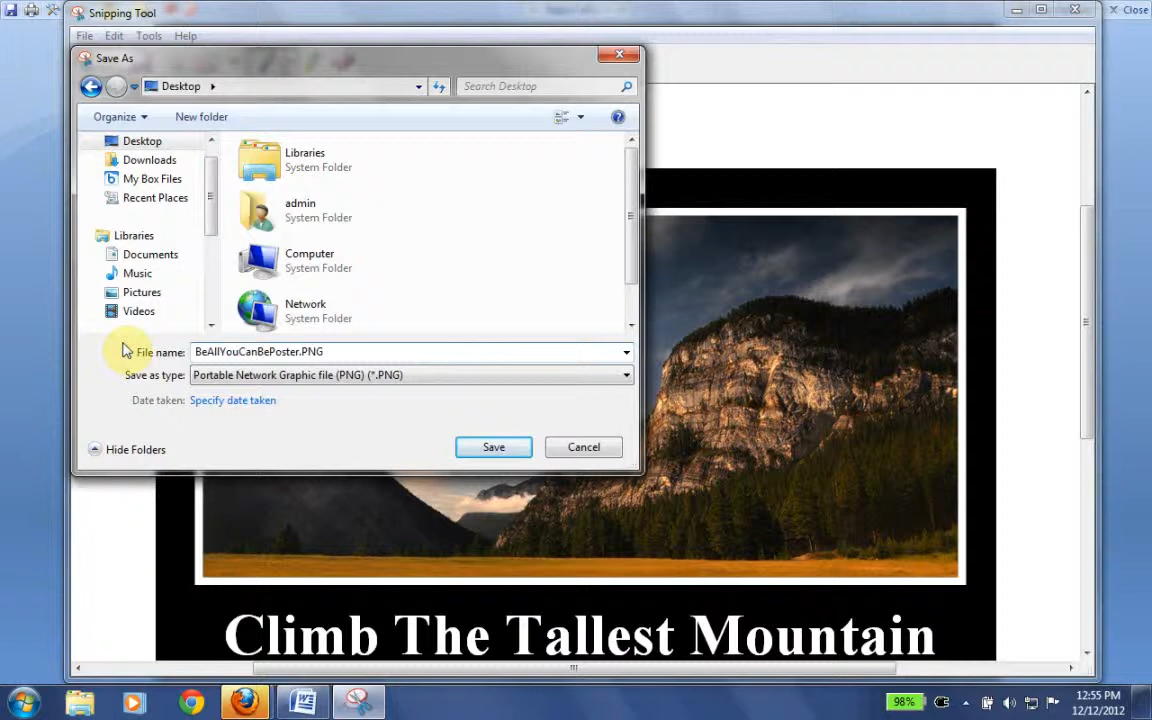 Snipping Tool
Close
File Edit Tools Help
Save As
Desktop
Search Desktop
Organize New folder
Desktop
Downloads
My Box Files
Recent Places
Libraries
Documents
Music
Pictures
Videos
Libraries
System Folder
admin
System Folder
Computer
System Folder
Network
System Folder
File name: BeAllYouCanBePoster.PNG
Save as type: Portable Network Graphic file (PNG) (*.PNG)
Date taken: Specify date taken
Hide Folders
Save Cancel
Climb The Tallest Mountain
98%
12:55 PM
12/12/2012